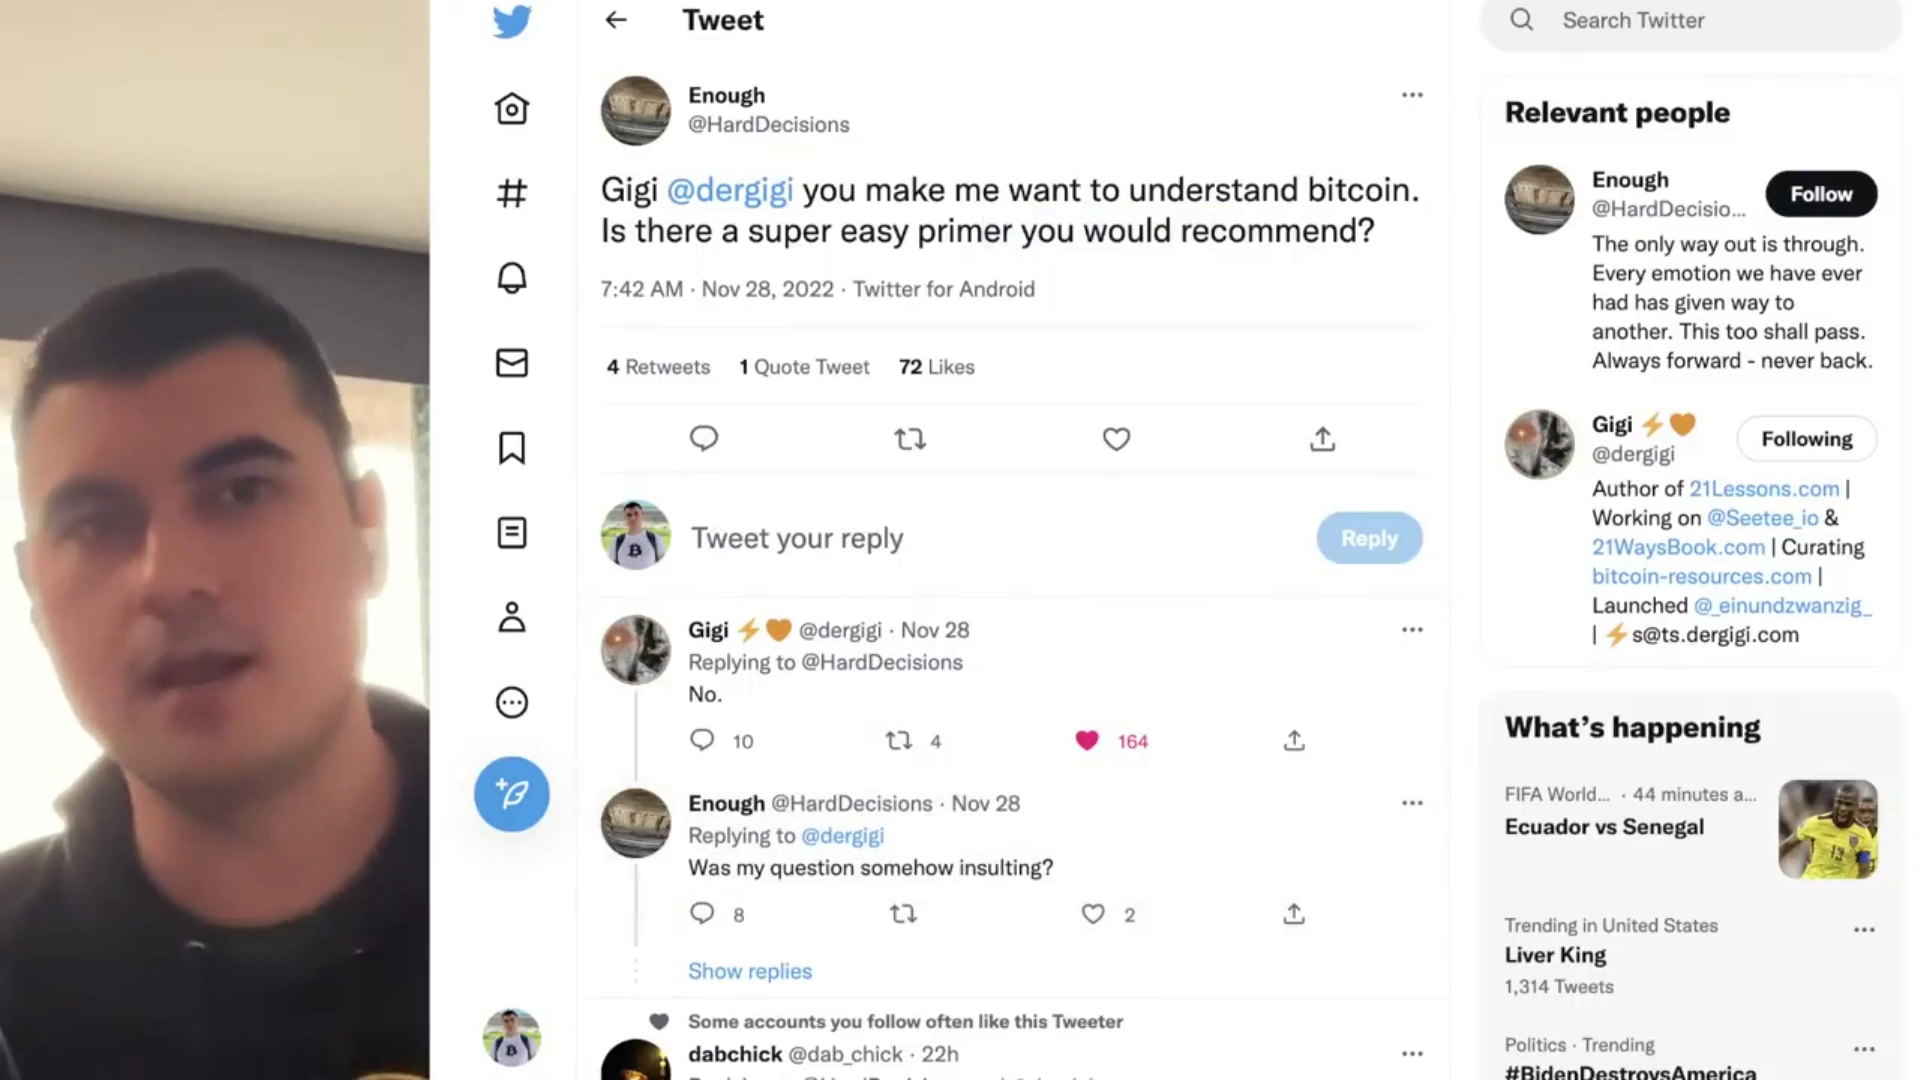 Tweet
Enough
@HardDecisions
Gigi @dergigi you make me want to understand bitcoin.
Is there a super easy primer you would recommend?
7:42 AM · Nov 28, 2022 · Twitter for Android
4 Retweets 1 Quote Tweet 72 Likes
Tweet your reply
Reply
Gigi ⚡🧡 @dergigi · Nov 28
Replying to @HardDecisions
No.
10 4 164
Enough @HardDecisions · Nov 28
Replying to @dergigi
Was my question somehow insulting?
8 2
Show replies
Some accounts you follow often like this Tweeter
dabchick @dab_chick · 22h
Search Twitter
Relevant people
Enough
@HardDecisio...
Follow
The only way out is through.
Every emotion we have ever
had has given way to
another. This too shall pass.
Always forward - never back.
Gigi ⚡🧡
@dergigi
Following
Author of 21Lessons.com |
Working on @Seetee_io &
21WaysBook.com | Curating
bitcoin-resources.com |
Launched @_einundzwanzig_
| ⚡s@ts.dergigi.com
What's happening
FIFA World... · 44 minutes a...
Ecuador vs Senegal
Trending in United States
Liver King
1,314 Tweets
Politics · Trending
#BidenDestroysAmerica